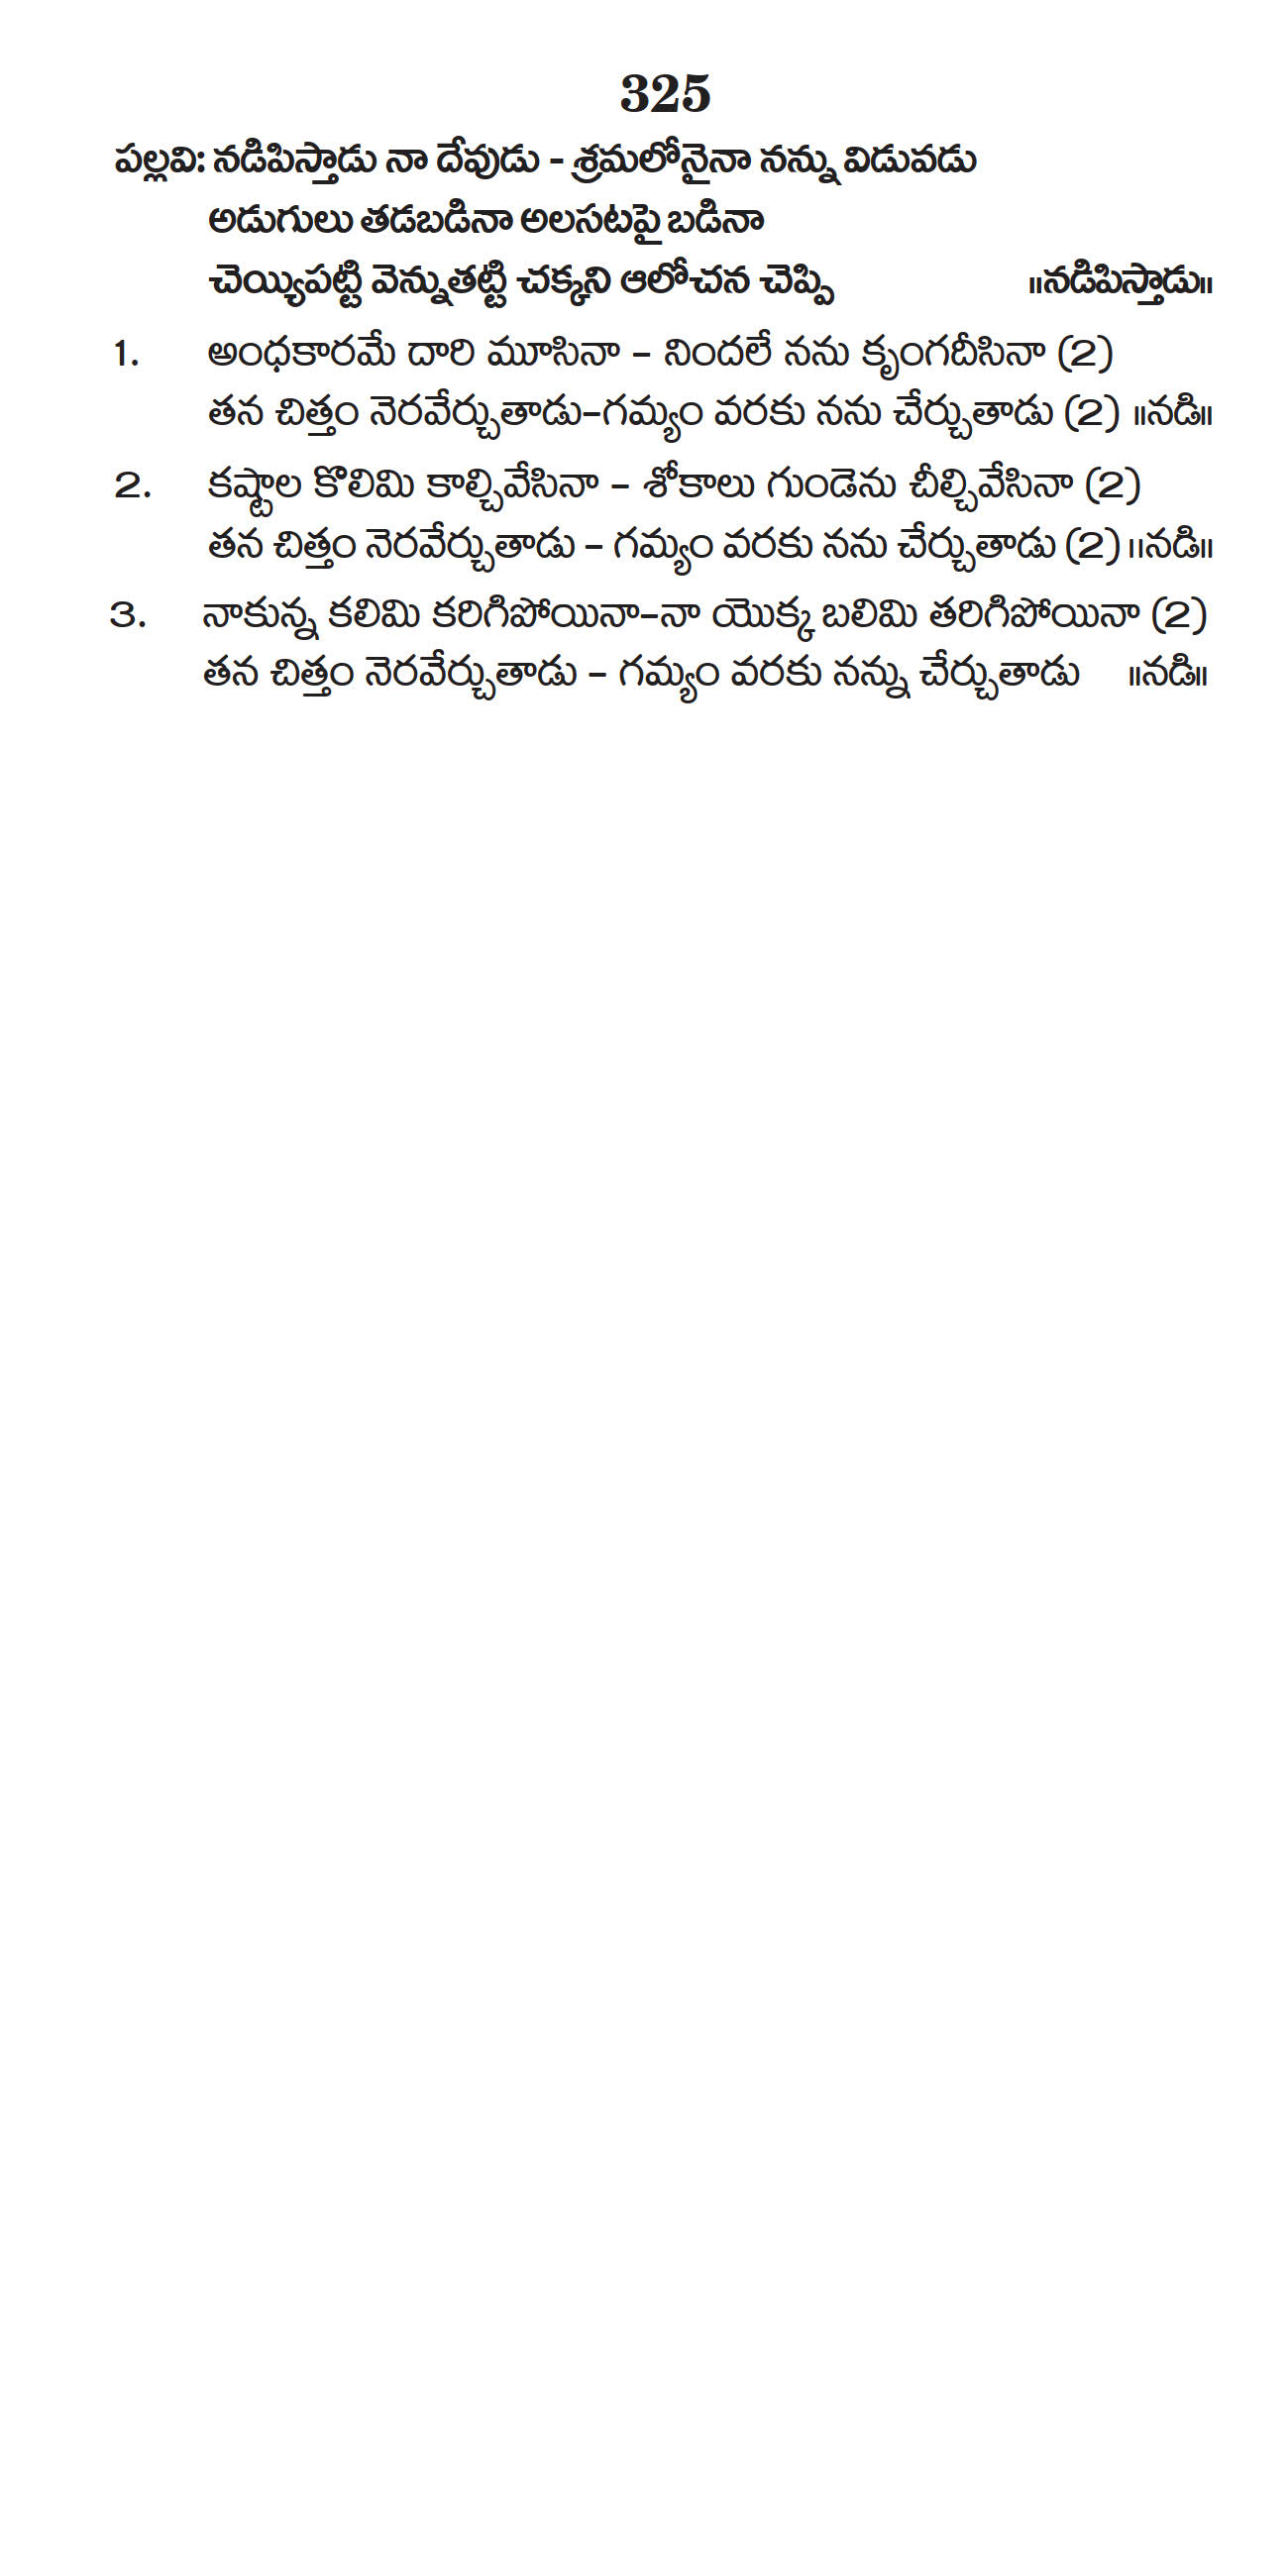 325
పల్లవి: నడిపిస్తాడు నా దేవుడు - శ్రమలోనైనా నన్ను విడువడు
అడుగులు తడబడినా అలసటపై బడినా
చెయ్యిపట్టి వెన్నుతట్టి చక్కని ఆలోచన చెప్పి ॥నడిపిస్తాడు॥
1. అంధకారమే దారి మూసినా - నిందలే నను కృంగదీసినా (2)
తన చిత్తం నెరవేర్చుతాడు-గమ్యం వరకు నను చేర్చుతాడు (2) ॥నడి॥
2. కష్టాల కొలిమి కాల్చివేసినా - శోకాలు గుండెను చీల్చివేసినా (2)
తన చిత్తం నెరవేర్చుతాడు - గమ్యం వరకు నను చేర్చుతాడు (2) ।।నడి॥
3. నాకున్న కలిమి కరిగిపోయినా-నా యొక్క బలిమి తరిగిపోయినా (2)
తన చిత్తం నెరవేర్చుతాడు - గమ్యం వరకు నన్ను చేర్చుతాడు ॥నడి॥